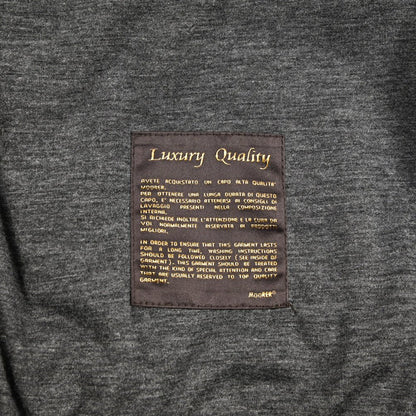 Luxury Quality
AVETE ACQUISTATO UN CAPO ALTA QUALITA'
MOORER.
PER OTTENERE UNA LUNGA DURATA DI QUESTO
CAPO, E' NECESSARIO ATTENERSI AI CONSIGLI DI
LAVAGGIO PRESENTI NELLA COMPOSIZIONE
INTERNA.
SI RICHIEDE INOLTRE L'ATTENZIONE E LA CURA DA
VOI NORMALMENTE RISERVATA AI PRODOTTI
MIGLIORI.
IN ORDER TO ENSURE THAT THIS GARMENT LASTS
FOR A LONG TIME, WASHING INSTRUCTIONS
SHOULD BE FOLLOWED CLOSELY (SEE INSIDE OF
GARMENT). THIS GARMENT SHOULD BE TREATED
WITH THE KIND OF SPECIAL ATTENTION AND CARE
THAT ARE USUALLY RESERVED TO TOP QUALITY
GARMENT.
MOORER®